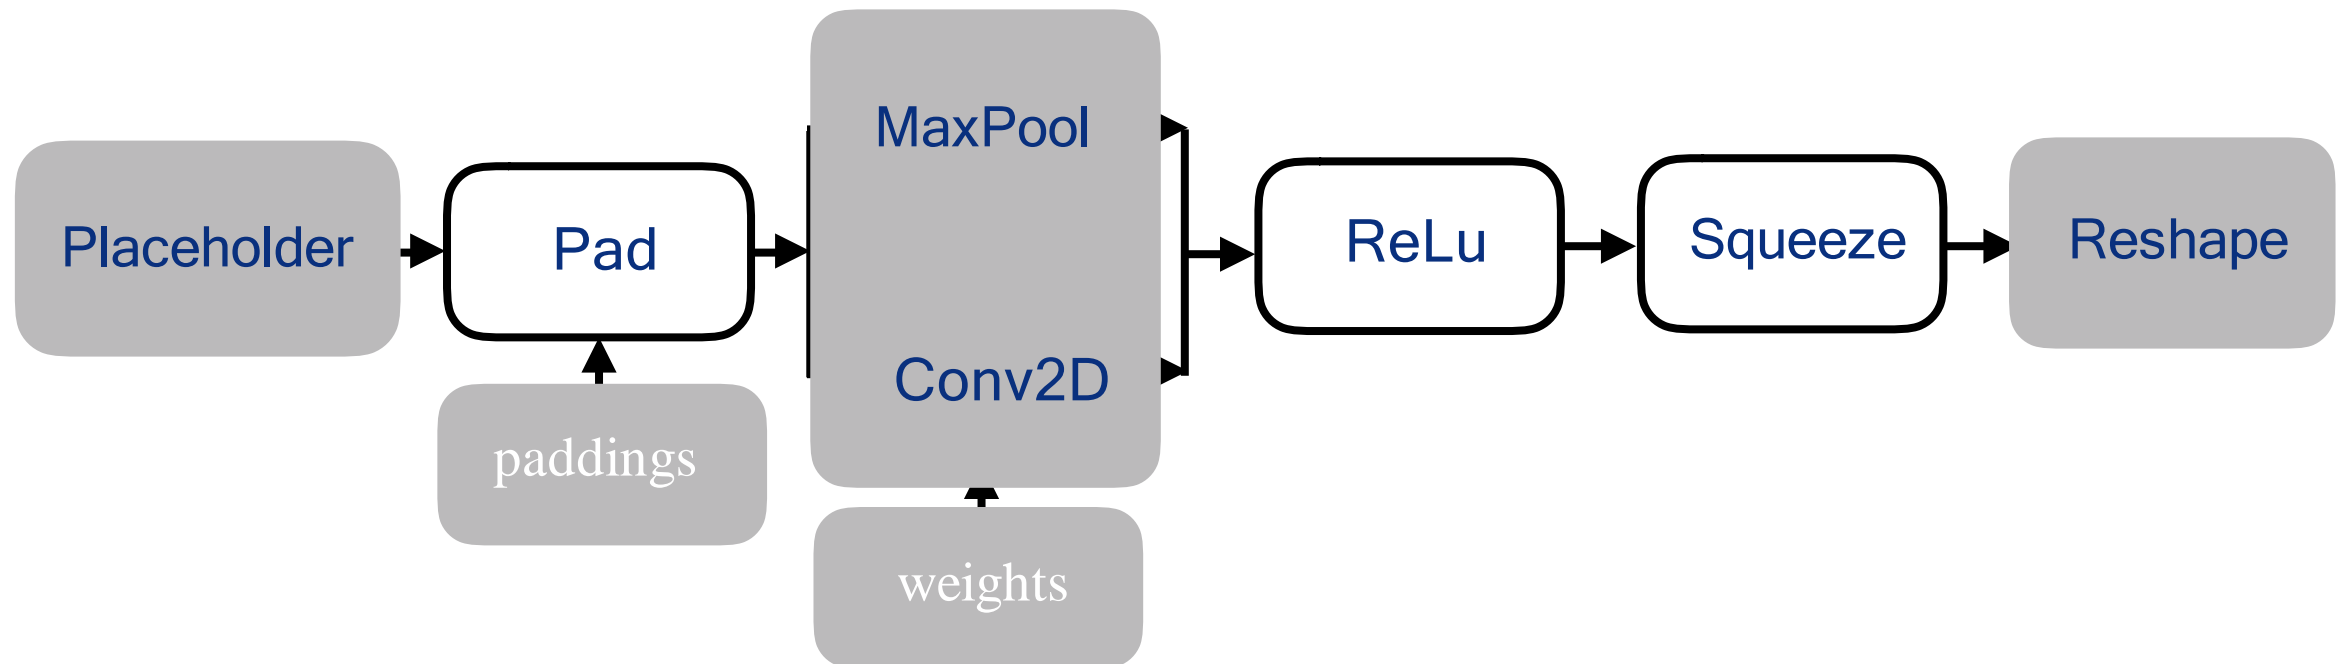 Placeholder
Pad
paddings
MaxPool
Conv2D
weights
ReLu
Squeeze
Reshape